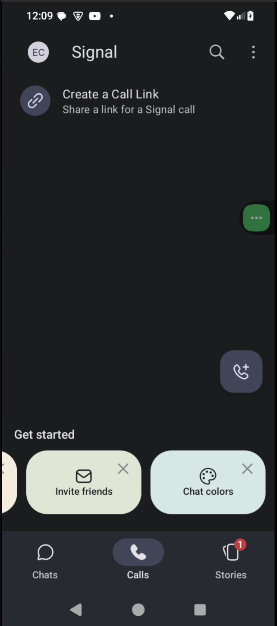 12:09
EC
Signal
Create a Call Link
Share a link for a Signal call
Get started
Invite friends
Chat colors
1
Chats
Calls
Stories